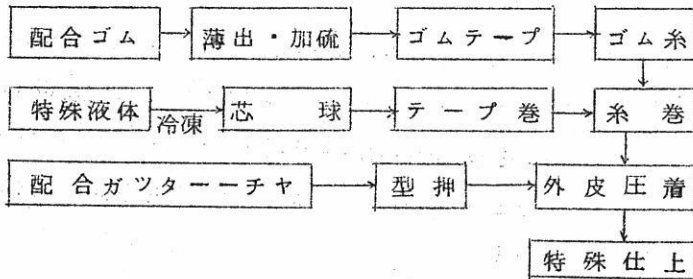 配合ゴム 薄出・加硫 ゴムテープ ゴム糸
特殊液体 冷凍 芯球 テープ巻 糸巻
配合ガツターーチヤ 型押 外皮圧着
特殊仕上